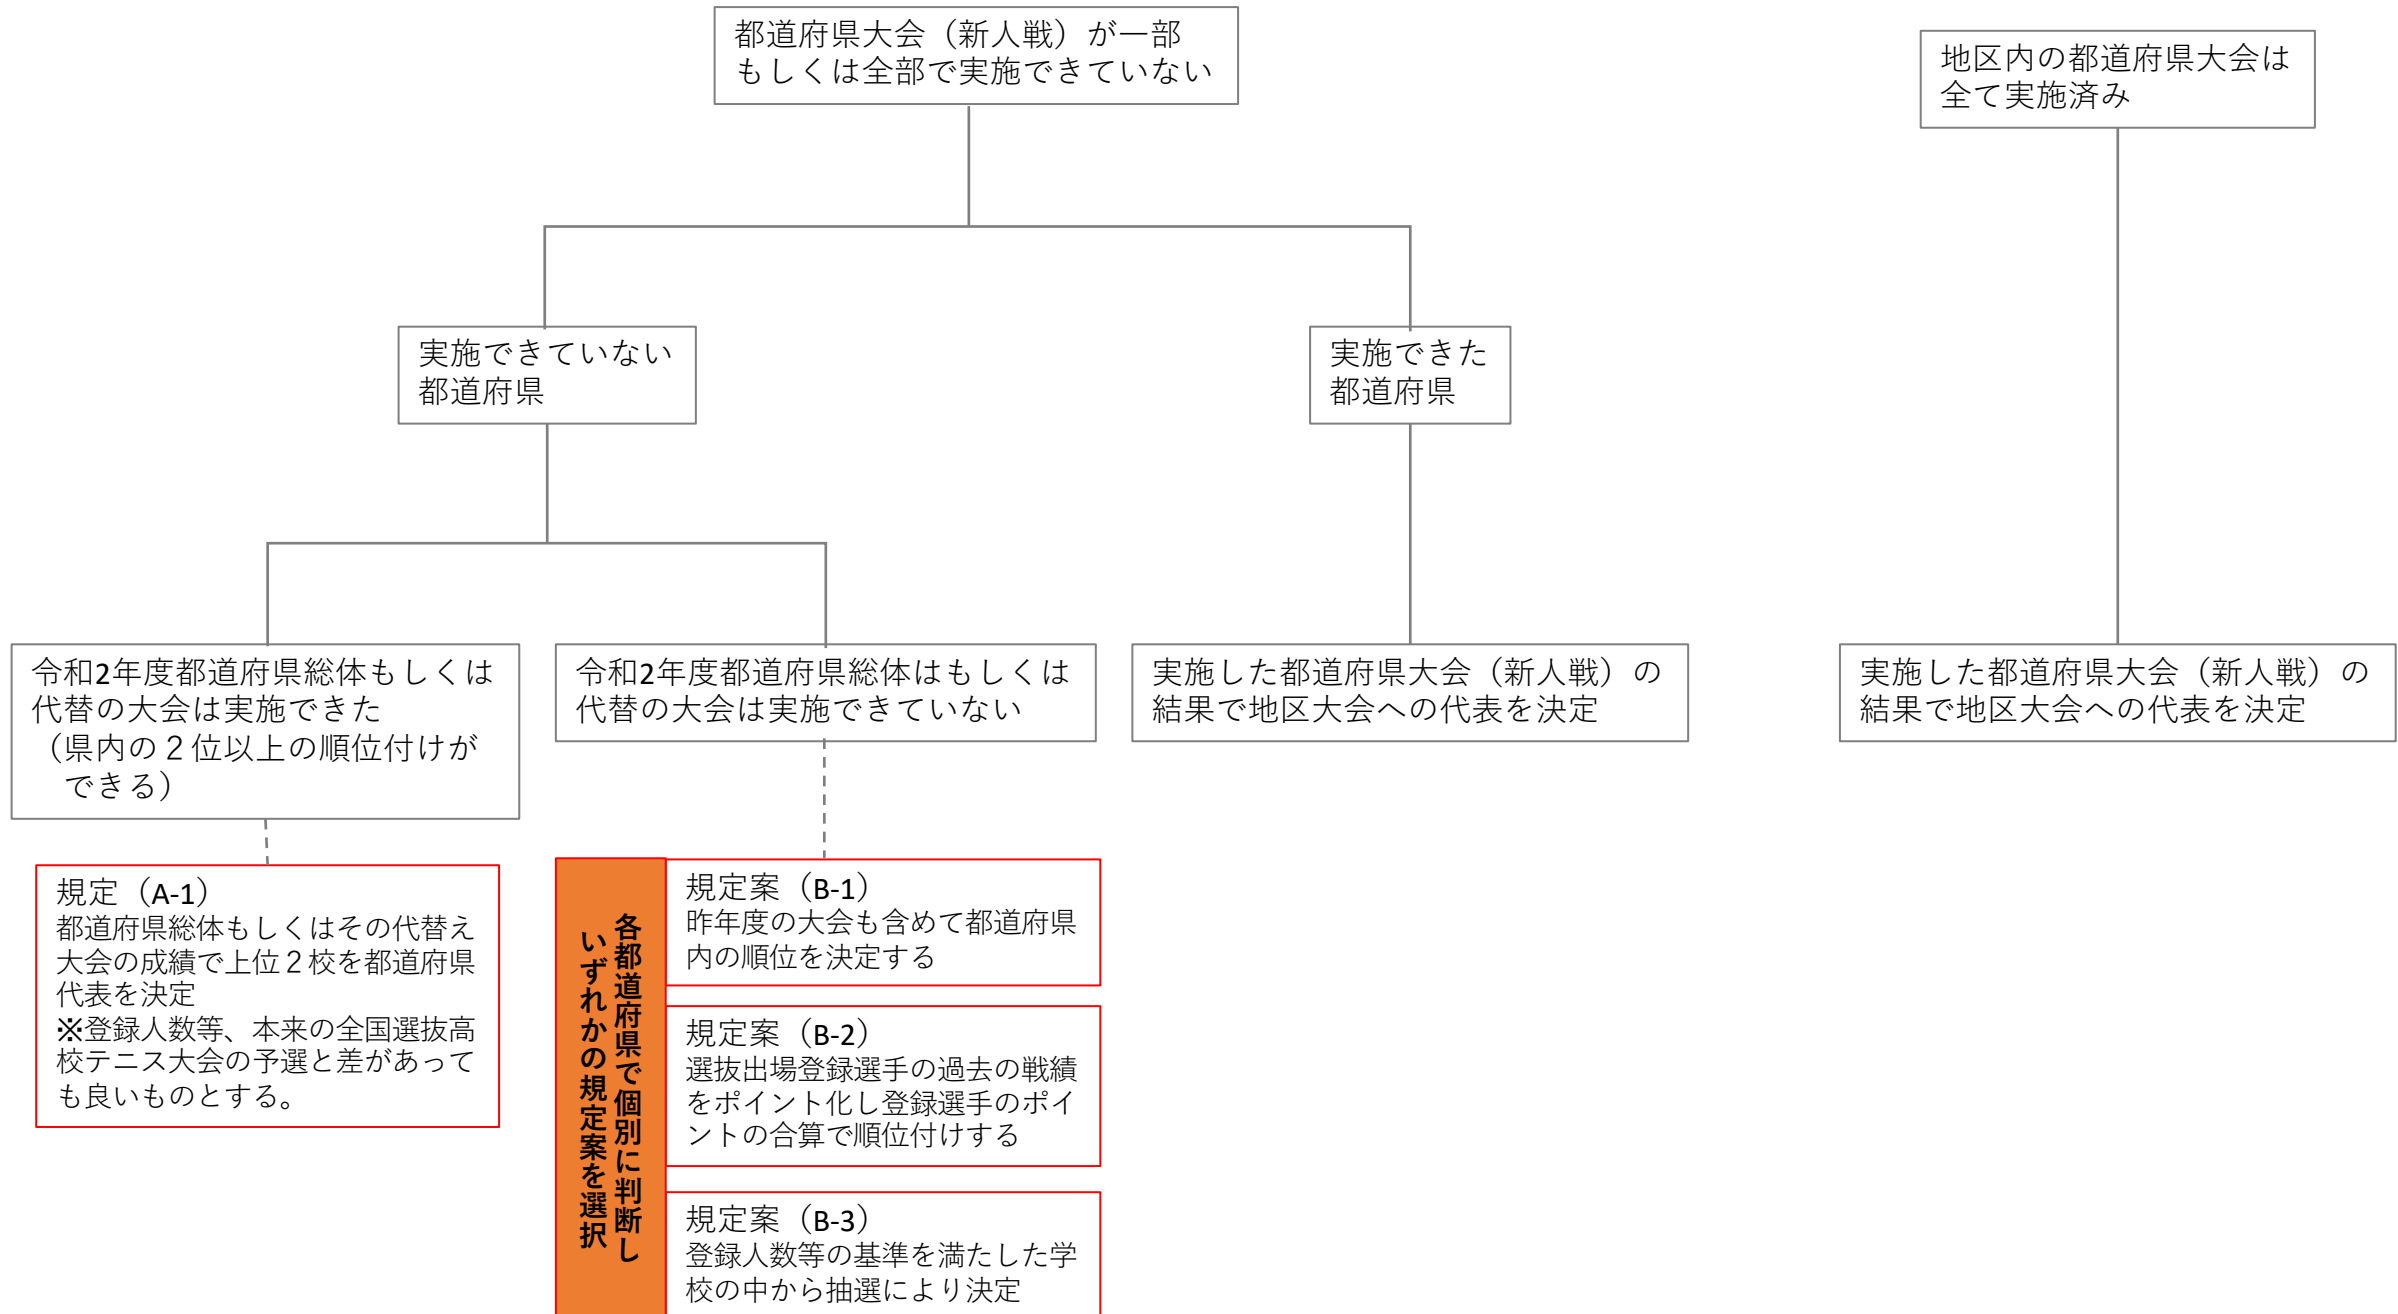 都道府県大会（新人戦）が一部
もしくは全部で実施できていない
地区内の都道府県大会は
全て実施済み
実施できていない
都道府県
実施できた
都道府県
令和2年度都道府県総体もしくは
代替の大会は実施できた
（県内の２位以上の順位付けが
できる）
令和2年度都道府県総体はもしくは
代替の大会は実施できていない
実施した都道府県大会（新人戦）の
結果で地区大会への代表を決定
実施した都道府県大会（新人戦）の
結果で地区大会への代表を決定
規定（A-1）
都道府県総体もしくはその代替え
大会の成績で上位２校を都道府県
代表を決定
※登録人数等、本来の全国選抜高
校テニス大会の予選と差があって
も良いものとする。
各都道府県で個別に判断し
いずれかの規定案を選択
規定案（B-1）
昨年度の大会も含めて都道府県
内の順位を決定する
規定案（B-2）
選抜出場登録選手の過去の戦績
をポイント化し登録選手のポイ
ントの合算で順位付けする
規定案（B-3）
登録人数等の基準を満たした学
校の中から抽選により決定